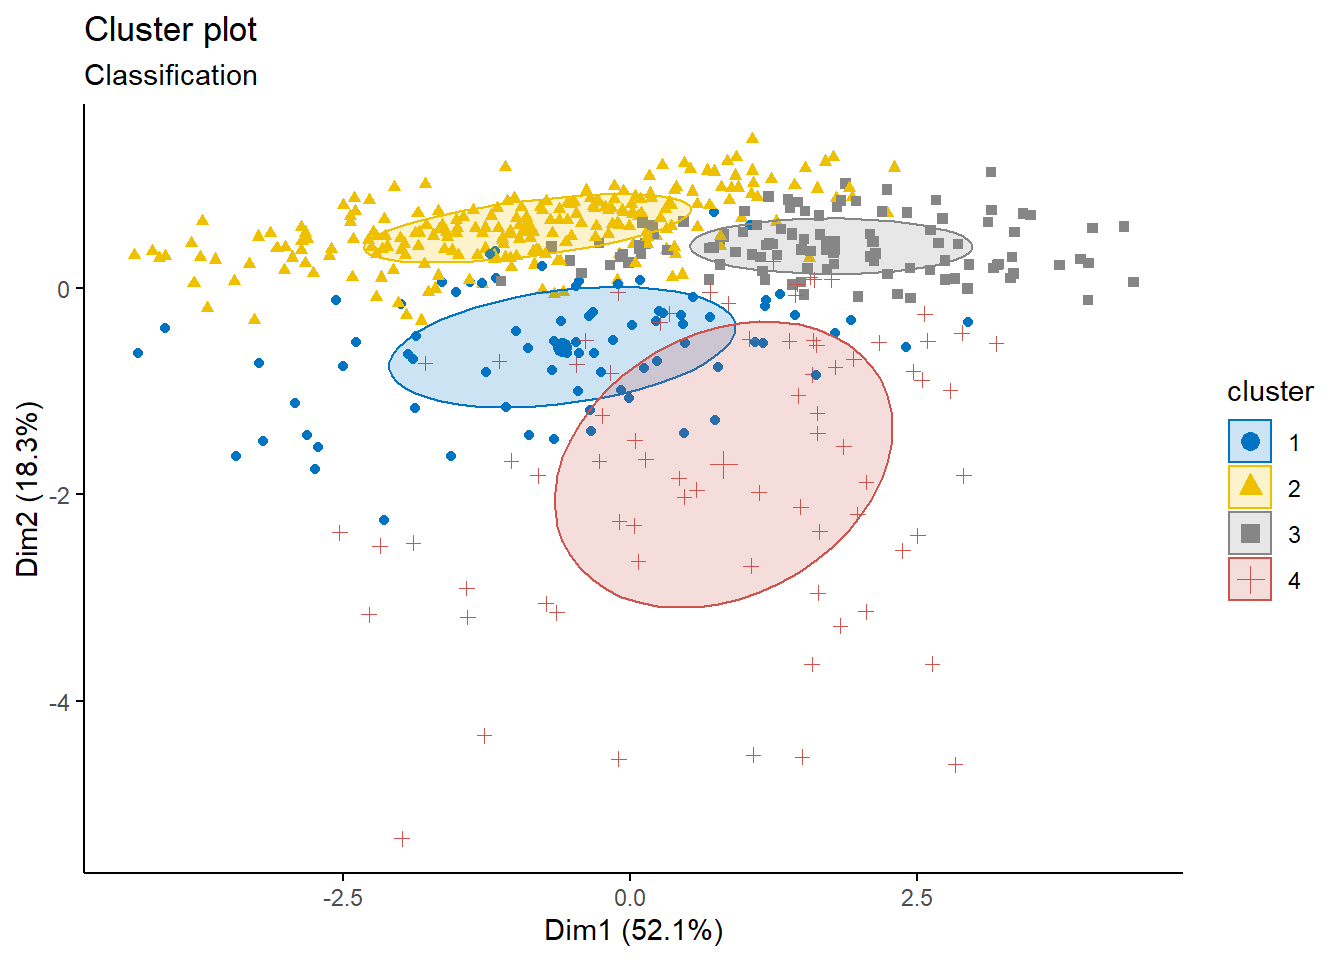 Cluster plot
Classification
0
-2
-4
Dim2 (18.3%)
-2.5
0.0
2.5
Dim1 (52.1%)
cluster
1
2
3
4